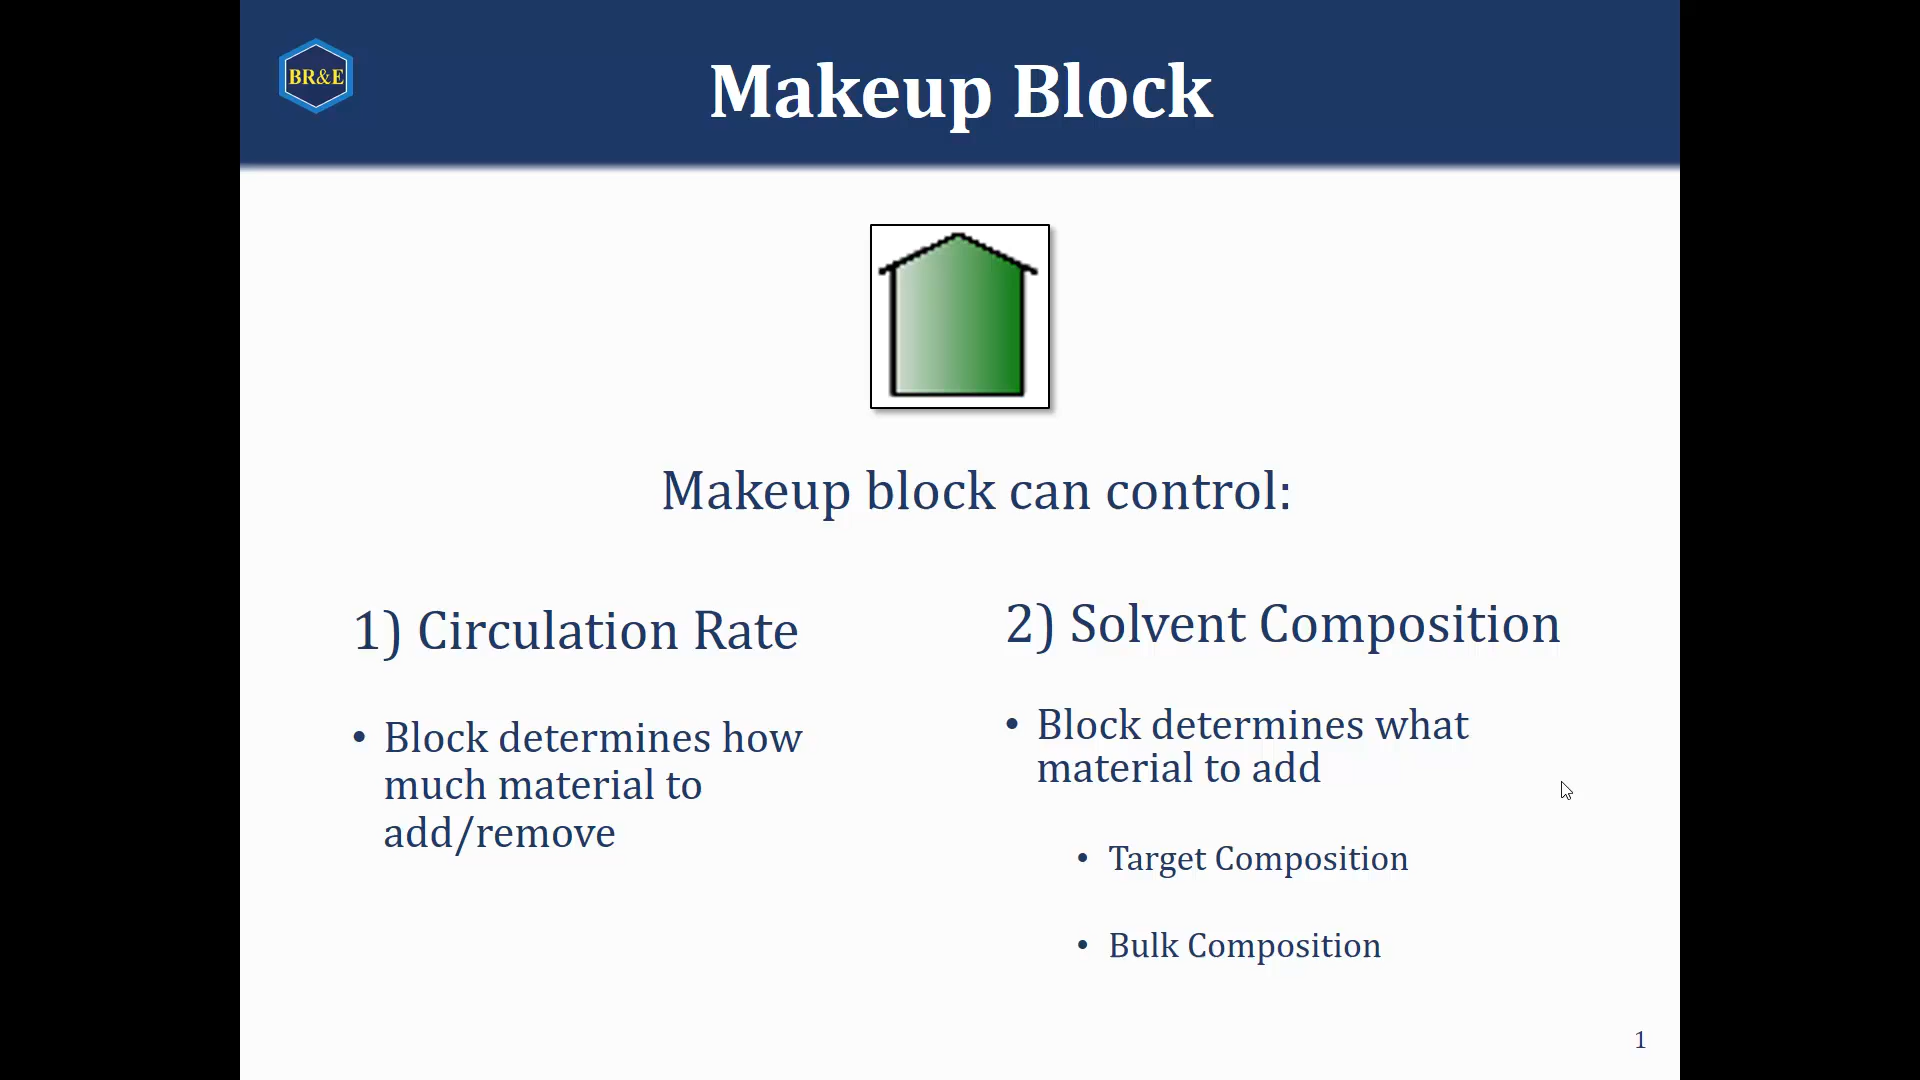 BR&E
Makeup Block
Makeup block can control:
1) Circulation Rate
• Block determines how
much material to
add/remove
2) Solvent Composition
• Block determines what
material to add
• Target Composition
• Bulk Composition
1